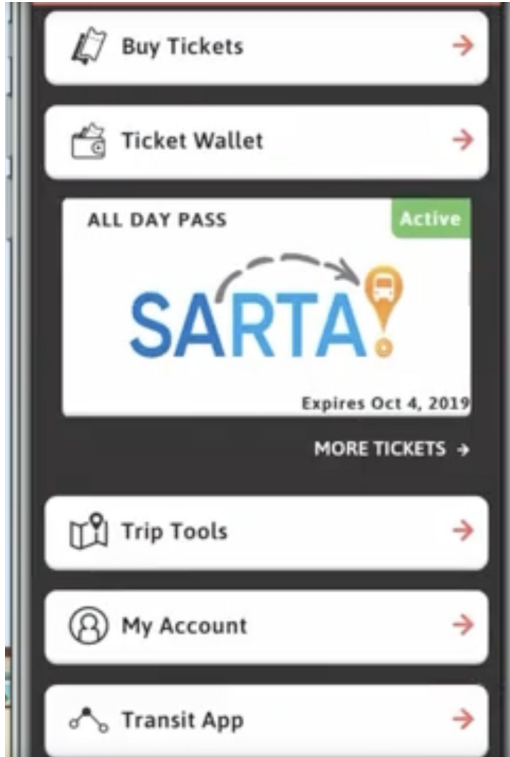 Buy Tickets
Ticket Wallet
ALL DAY PASS
Active
SARTA
Expires Oct 4, 2019
MORE TICKETS →
Trip Tools
My Account
Transit App